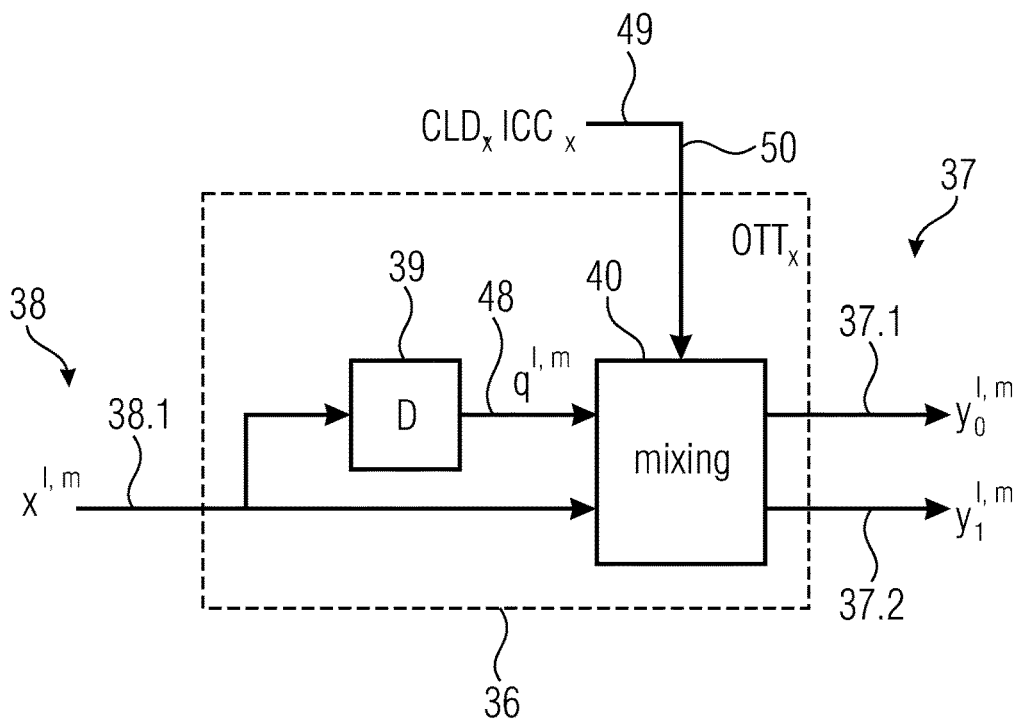 49
CLDₓ ICCₓ
50
37
OTTₓ
39
48
40
38
37.1
q^l, m
D
38.1
y₀^l, m
mixing
x^l, m
y₁^l, m
37.2
36